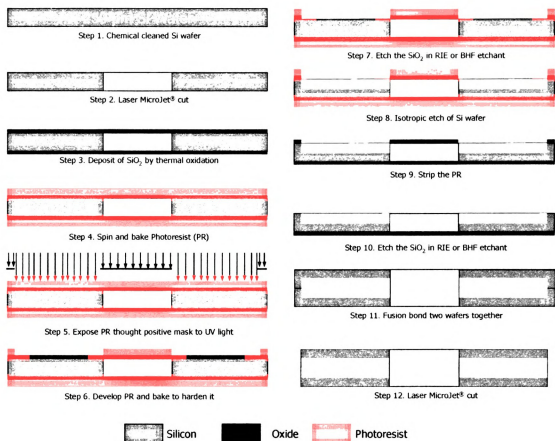 Step 1. Chemical cleaned Si wafer
Step 2. Laser MicroJet® cut
Step 3. Deposit of SiO₂ by thermal oxidation
Step 4. Spin and bake Photoresist (PR)
Step 5. Expose PR thought positive mask to UV light
Step 6. Develop PR and bake to harden it
Step 7. Etch the SiO₂ in RIE or BHF etchant
Step 8. Isotropic etch of Si wafer
Step 9. Strip the PR
Step 10. Etch the SiO₂ in RIE or BHF etchant
Step 11. Fusion bond two wafers together
Step 12. Laser MicroJet® cut
Silicon
Oxide
Photoresist